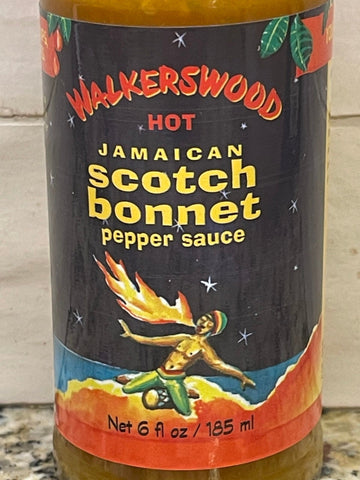 WALKERSWOOD
HOT
JAMAICAN
scotch
bonnet
pepper sauce
Net 6 fl oz / 185 ml